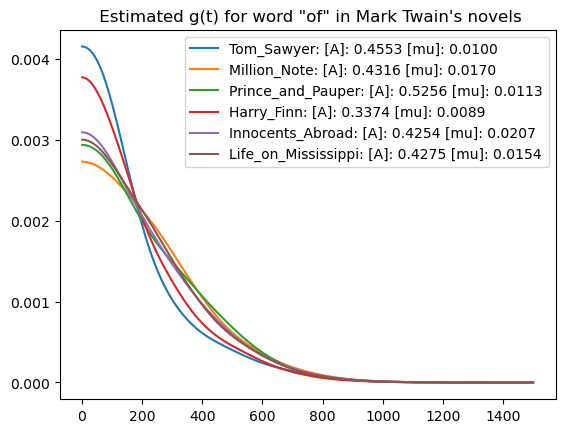 Estimated g(t) for word "of" in Mark Twain's novels
Tom_Sawyer: [A]: 0.4553 [mu]: 0.0100
Million_Note: [A]: 0.4316 [mu]: 0.0170
Prince_and_Pauper: [A]: 0.5256 [mu]: 0.0113
Harry_Finn: [A]: 0.3374 [mu]: 0.0089
Innocents_Abroad: [A]: 0.4254 [mu]: 0.0207
Life_on_Mississippi: [A]: 0.4275 [mu]: 0.0154
0.004
0.003
0.002
0.001
0.000
0 200 400 600 800 1000 1200 1400